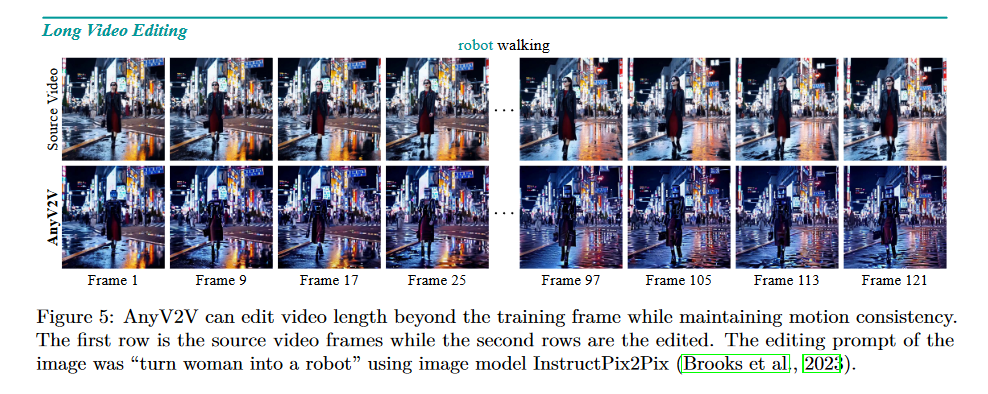 Long Video Editing
robot walking
Source Video
. . .
AnyV2V
. . .
Frame 1 Frame 9 Frame 17 Frame 25 Frame 97 Frame 105 Frame 113 Frame 121
Figure 5: AnyV2V can edit video length beyond the training frame while maintaining motion consistency.
The first row is the source video frames while the second rows are the edited. The editing prompt of the
image was “turn woman into a robot” using image model InstructPix2Pix (Brooks et al., 2023).